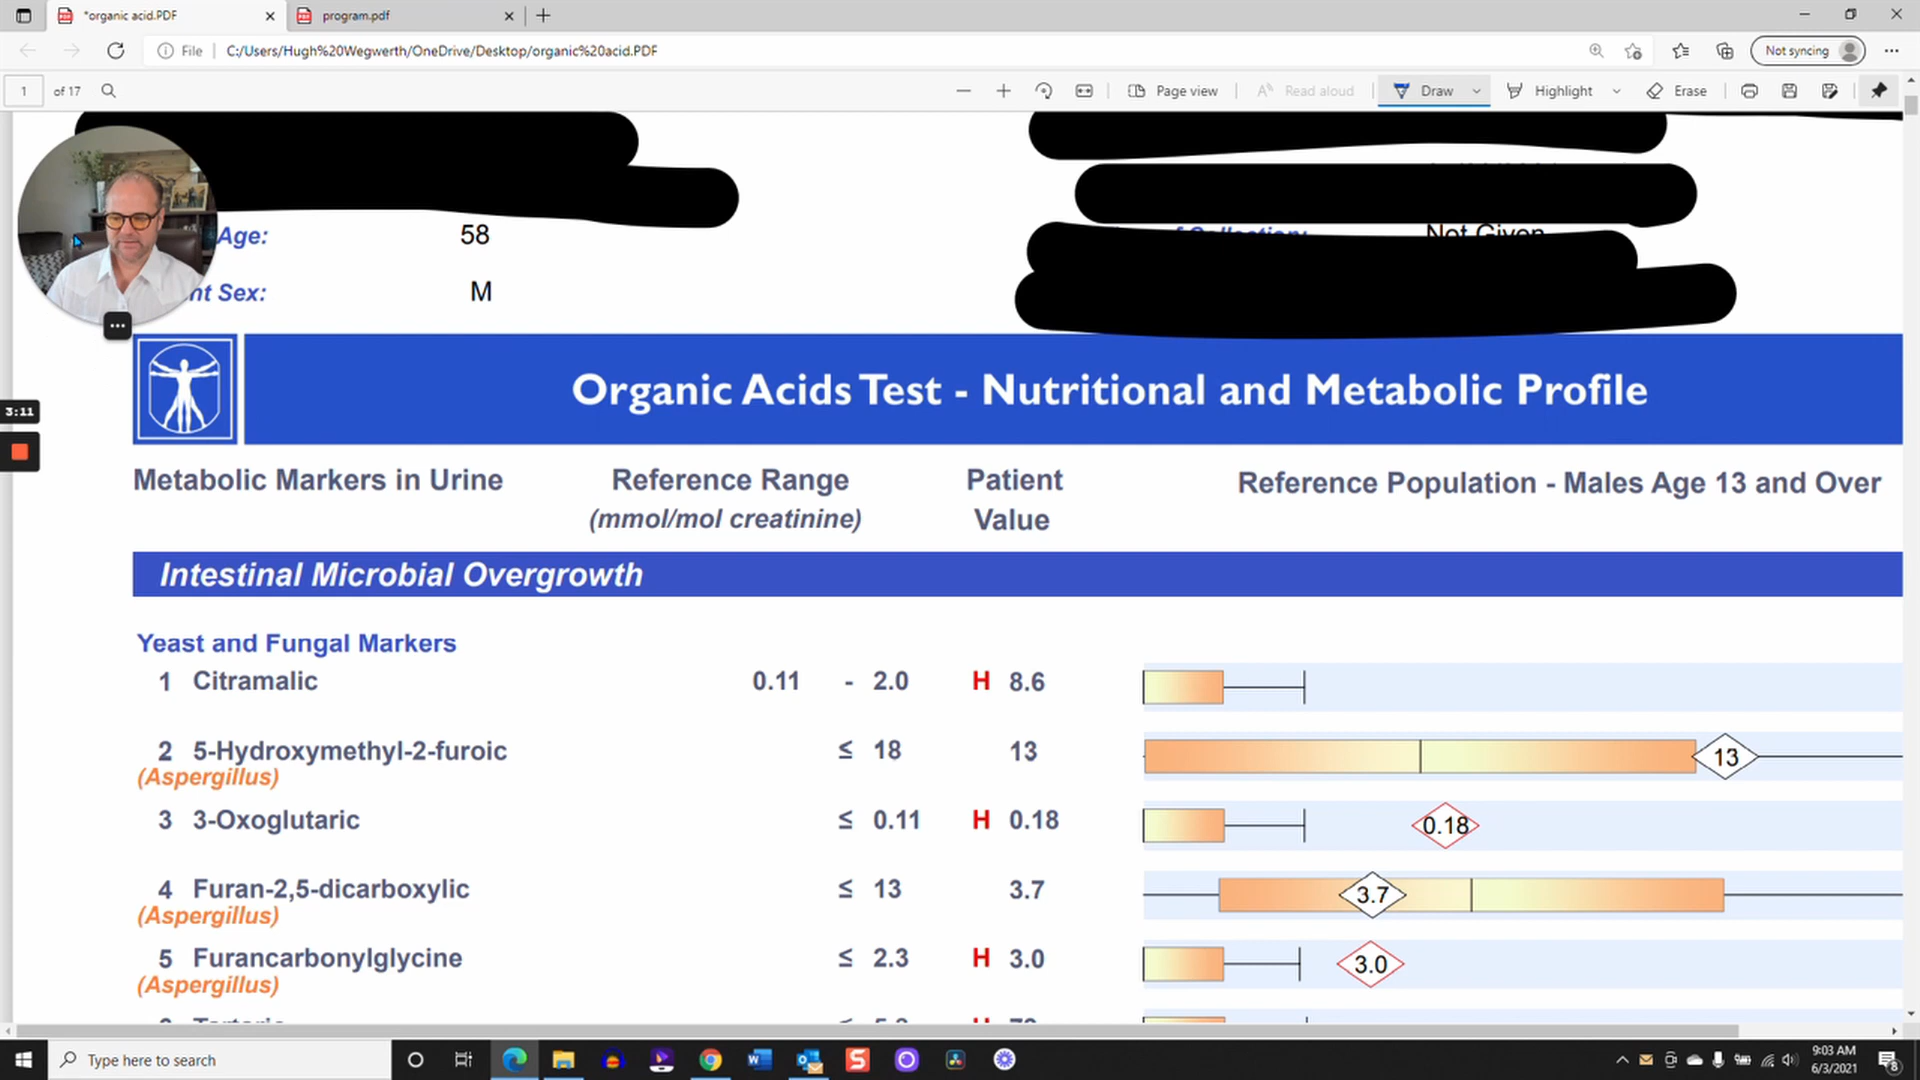 *organic acid.PDF
program.pdf
File
C:/Users/Hugh%20Wegwerth/OneDrive/Desktop/organic%20acid.PDF
Not syncing
1 of 17
Page view
Read aloud
Draw
Highlight
Erase
Age: 58
Not Given
nt Sex: M
3:11
Organic Acids Test - Nutritional and Metabolic Profile
Metabolic Markers in Urine
Reference Range
(mmol/mol creatinine)
Patient
Value
Reference Population - Males Age 13 and Over
Intestinal Microbial Overgrowth
Yeast and Fungal Markers
1 Citramalic 0.11 - 2.0 H 8.6
2 5-Hydroxymethyl-2-furoic ≤ 18 13 13
(Aspergillus)
3 3-Oxoglutaric ≤ 0.11 H 0.18 0.18
4 Furan-2,5-dicarboxylic ≤ 13 3.7 3.7
(Aspergillus)
5 Furancarbonylglycine ≤ 2.3 H 3.0 3.0
(Aspergillus)
Type here to search
9:03 AM
6/3/2021
8